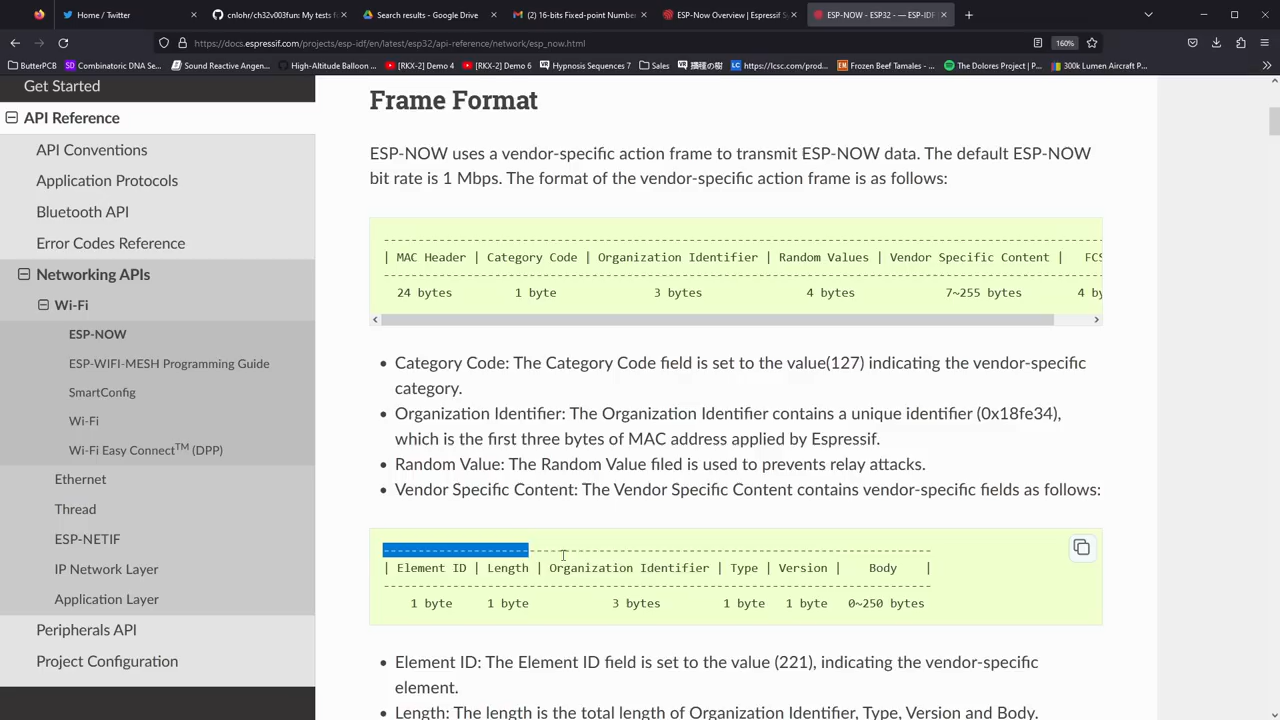 Home / Twitter
cnlohr/ch32v003fun: My tests f
Search results - Google Drive
(14) 16-bits Fixed-point Number
ESP-Now Overview | Espressif S
ESP-NOW - ESP32 - — ESP-IDF
https://docs.espressif.com/projects/esp-idf/en/latest/esp32/api-reference/network/esp_now.html
160%
ButterPCB
Combinatoric DNA Se...
Sound Reactive Angen...
High-Altitude Balloon ...
[RKX-2] Demo 4
[RKX-2] Demo 6
Hypnosis Sequences 7
Sales
https://lcsc.com/prod...
Frozen Beef Tamales - ...
The Dolores Project | P...
300k Lumen Aircraft P...
Get Started
API Reference
API Conventions
Application Protocols
Bluetooth API
Error Codes Reference
Networking APIs
Wi-Fi
ESP-NOW
ESP-WIFI-MESH Programming Guide
SmartConfig
Wi-Fi
Wi-Fi Easy Connect™ (DPP)
Ethernet
Thread
ESP-NETIF
IP Network Layer
Application Layer
Peripherals API
Project Configuration
Frame Format
ESP-NOW uses a vendor-specific action frame to transmit ESP-NOW data. The default ESP-NOW
bit rate is 1 Mbps. The format of the vendor-specific action frame is as follows:
| MAC Header | Category Code | Organization Identifier | Random Values | Vendor Specific Content | FCS
24 bytes 1 byte 3 bytes 4 bytes 7~255 bytes 4 by
• Category Code: The Category Code field is set to the value(127) indicating the vendor-specific
category.
• Organization Identifier: The Organization Identifier contains a unique identifier (0x18fe34),
which is the first three bytes of MAC address applied by Espressif.
• Random Value: The Random Value filed is used to prevents relay attacks.
• Vendor Specific Content: The Vendor Specific Content contains vendor-specific fields as follows:
| Element ID | Length | Organization Identifier | Type | Version | Body |
1 byte 1 byte 3 bytes 1 byte 1 byte 0~250 bytes
• Element ID: The Element ID field is set to the value (221), indicating the vendor-specific
element.
• Length: The length is the total length of Organization Identifier, Type, Version and Body.